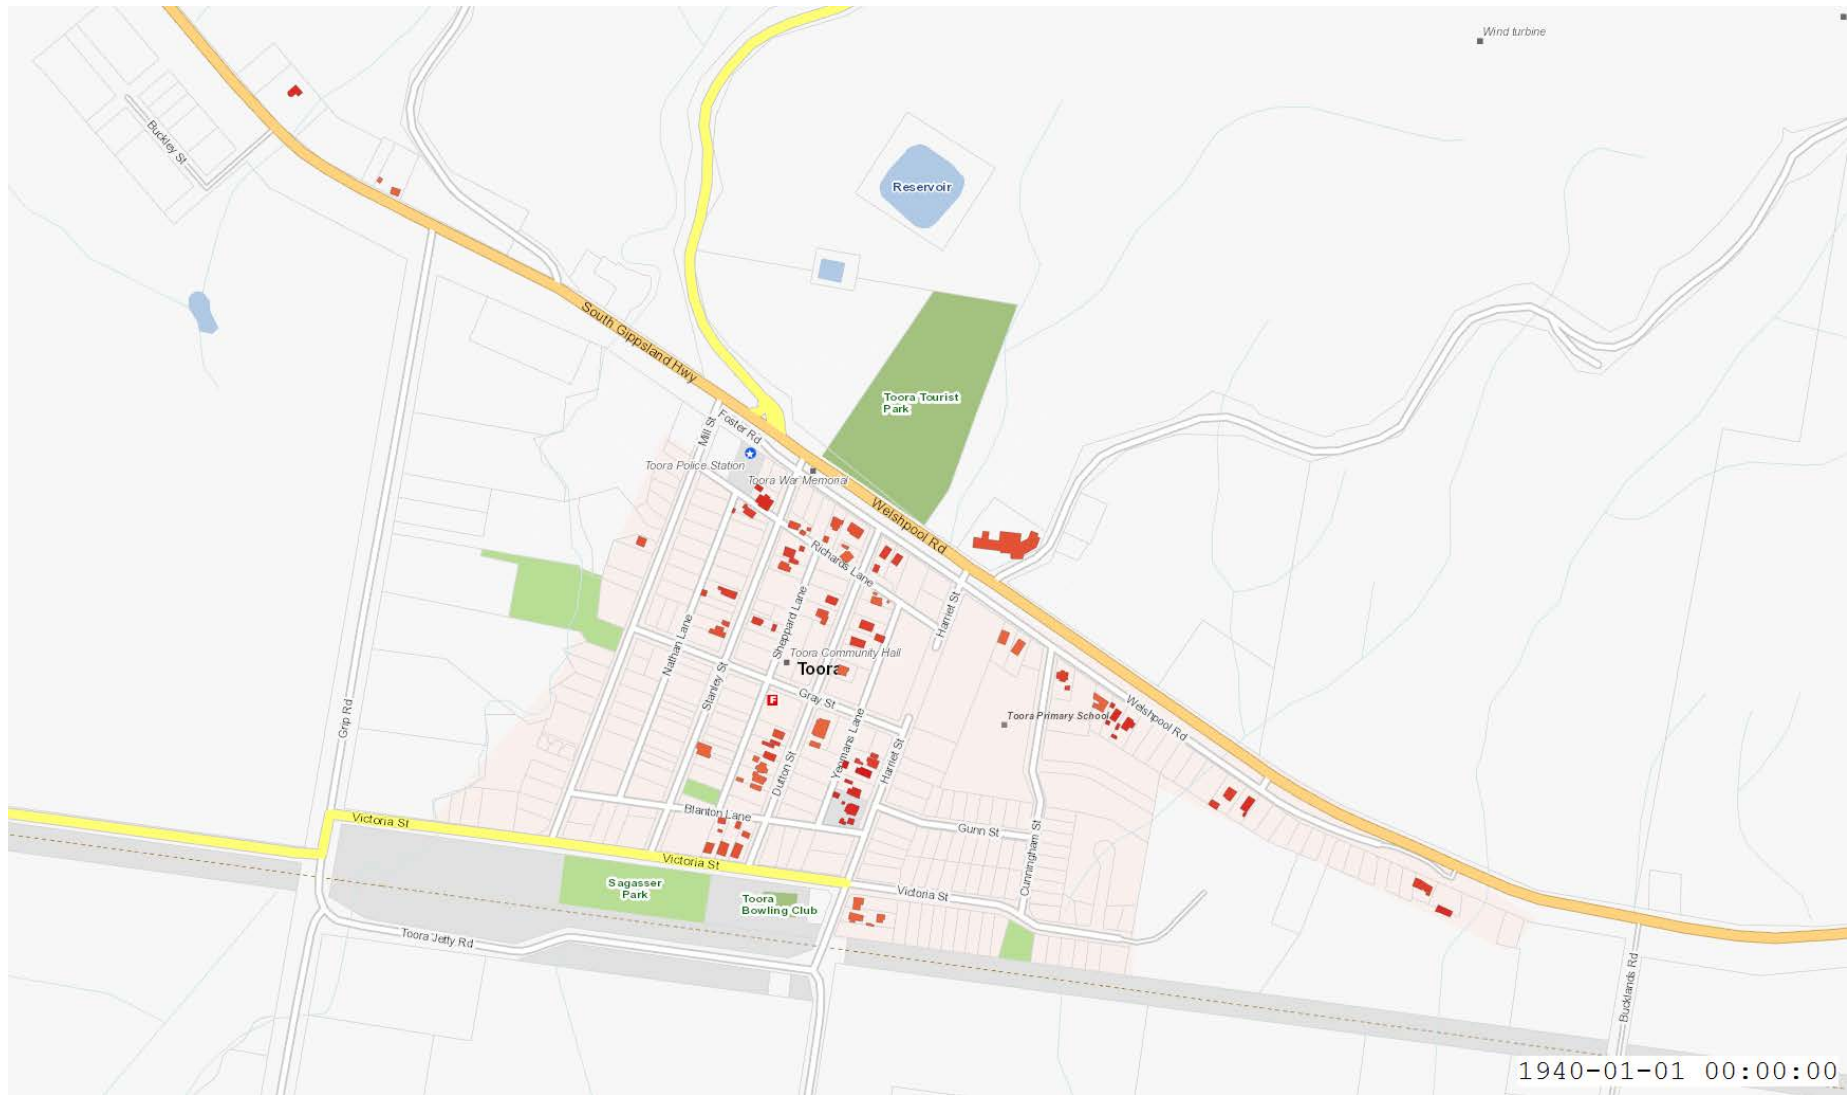 Wind turbine
Buckley St
Reservoir
South Gippsland Hwy
Toora Tourist
Park
Mill St
Foster Rd
Toora Police Station
Toora War Memorial
Welshpool Rd
Richards Lane
Harriet St
Sheppard Lane
Nathan Lane
Toora Community Hall
Toora
Stanley St
Gray St
F
Grip Rd
Toora Primary School
Welshpool Rd
Yeomans Lane
Harriet St
Dutton St
Blanton Lane
Victoria St
Gunn St
Cunningham St
Victoria St
Sagasser
Park
Toora
Bowling Club
Victoria St
Toora Jetty Rd
Bucklands Rd
1940-01-01 00:00:00